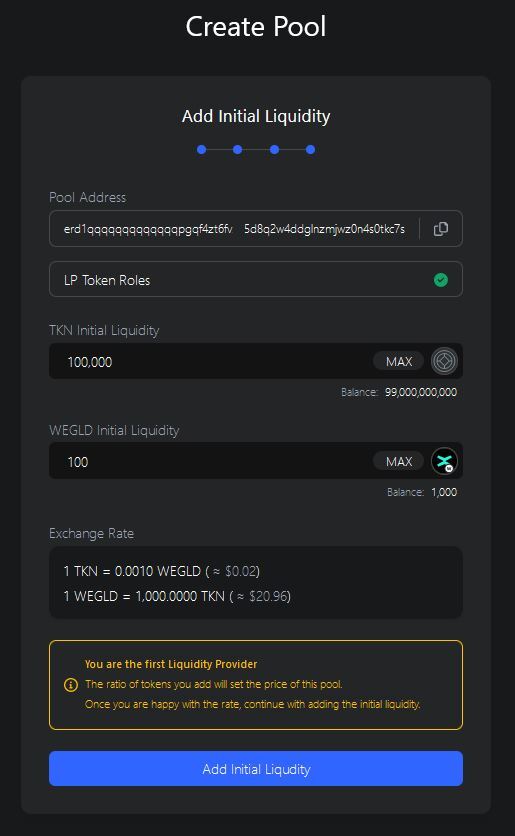 Create Pool
Add Initial Liquidity
Pool Address
erd1qqqqqqqqqqqqqpgqf4zt6fv 5d8q2w4ddglnzmjwz0n4s0tkc7s
LP Token Roles
TKN Initial Liquidity
100,000 MAX
Balance: 99,000,000,000
WEGLD Initial Liquidity
100 MAX
Balance: 1,000
Exchange Rate
1 TKN = 0.0010 WEGLD ( ≈ $0.02)
1 WEGLD = 1,000.0000 TKN ( ≈ $20.96)
You are the first Liquidity Provider
The ratio of tokens you add will set the price of this pool.
Once you are happy with the rate, continue with adding the initial liquidity.
Add Initial Liqudity